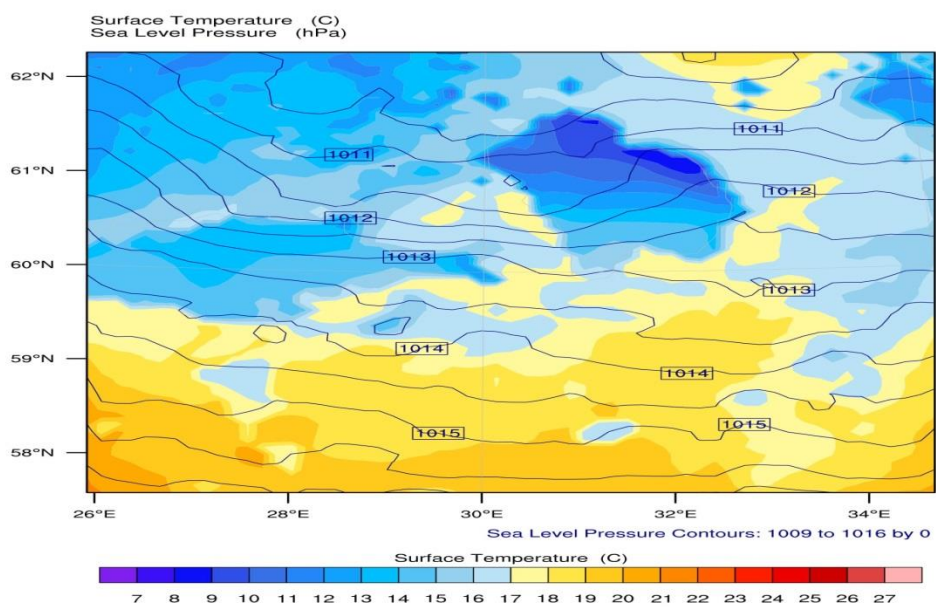 Surface Temperature (C)
Sea Level Pressure (hPa)
62°N
61°N
60°N
59°N
58°N
1011
1011
1012
1012
1013
1013
1014
1014
1015
1015
26°E 28°E 30°E 32°E 34°E
Sea Level Pressure Contours: 1009 to 1016 by 0
Surface Temperature (C)
7 8 9 10 11 12 13 14 15 16 17 18 19 20 21 22 23 24 25 26 27